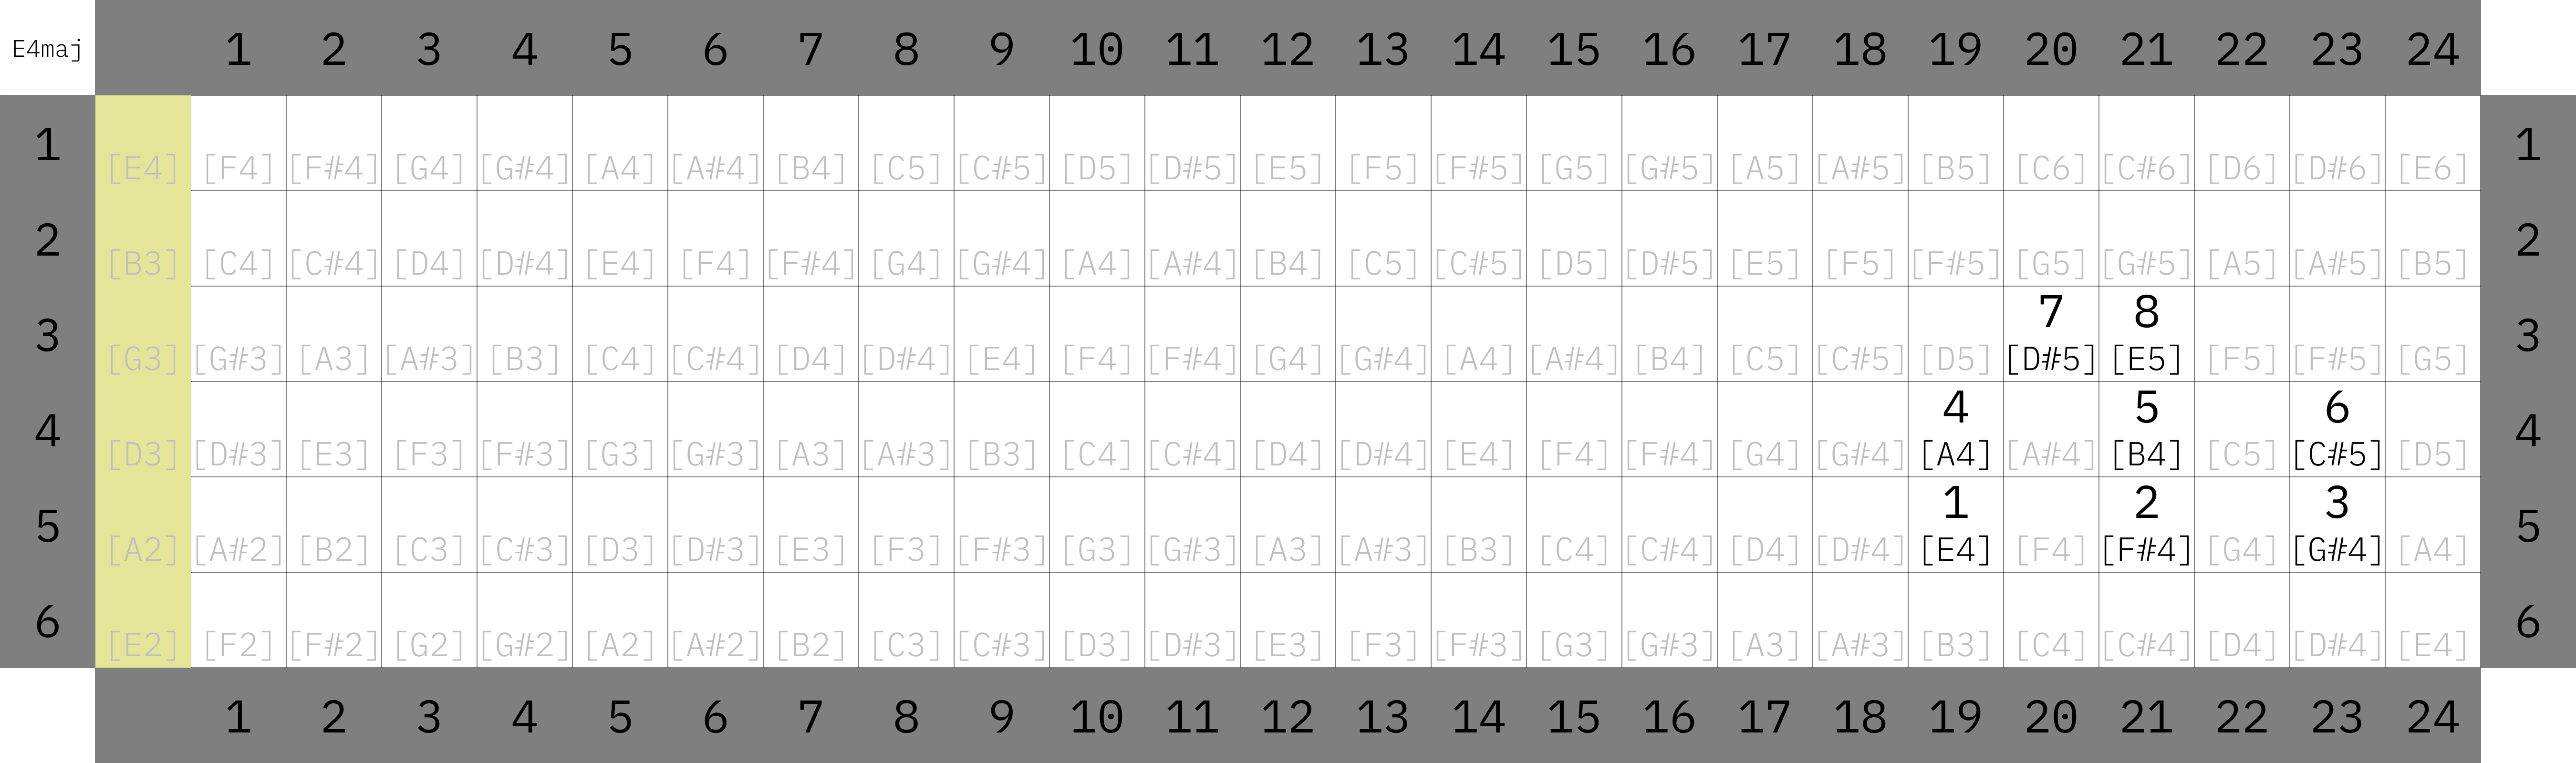 E4maj 1 2 3 4 5 6 7 8 9 10 11 12 13 14 15 16 17 18 19 20 21 22 23 24
1 [E4] [F4] [F#4] [G4] [G#4] [A4] [A#4] [B4] [C5] [C#5] [D5] [D#5] [E5] [F5] [F#5] [G5] [G#5] [A5] [A#5] [B5] [C6] [C#6] [D6] [D#6] [E6] 1
2 [B3] [C4] [C#4] [D4] [D#4] [E4] [F4] [F#4] [G4] [G#4] [A4] [A#4] [B4] [C5] [C#5] [D5] [D#5] [E5] [F5] [F#5] [G5] [G#5] [A5] [A#5] [B5] 2
7 8
3 [G3] [G#3] [A3] [A#3] [B3] [C4] [C#4] [D4] [D#4] [E4] [F4] [F#4] [G4] [G#4] [A4] [A#4] [B4] [C5] [C#5] [D5] [D#5] [E5] [F5] [F#5] [G5] 3
4 5 6
4 [D3] [D#3] [E3] [F3] [F#3] [G3] [G#3] [A3] [A#3] [B3] [C4] [C#4] [D4] [D#4] [E4] [F4] [F#4] [G4] [G#4] [A4] [A#4] [B4] [C5] [C#5] [D5] 4
1 2 3
5 [A2] [A#2] [B2] [C3] [C#3] [D3] [D#3] [E3] [F3] [F#3] [G3] [G#3] [A3] [A#3] [B3] [C4] [C#4] [D4] [D#4] [E4] [F4] [F#4] [G4] [G#4] [A4] 5
6 [E2] [F2] [F#2] [G2] [G#2] [A2] [A#2] [B2] [C3] [C#3] [D3] [D#3] [E3] [F3] [F#3] [G3] [G#3] [A3] [A#3] [B3] [C4] [C#4] [D4] [D#4] [E4] 6
1 2 3 4 5 6 7 8 9 10 11 12 13 14 15 16 17 18 19 20 21 22 23 24